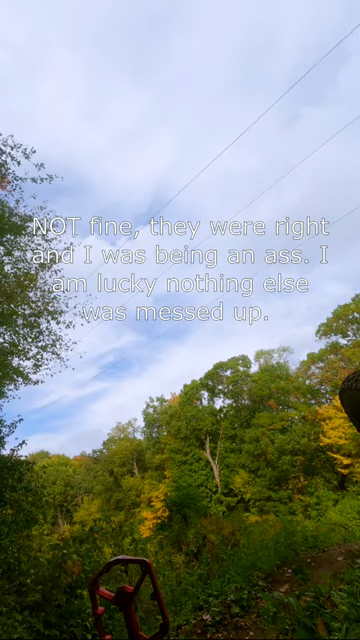 NOT fine, they were right
and I was being an ass. I
am lucky nothing else
was messed up.